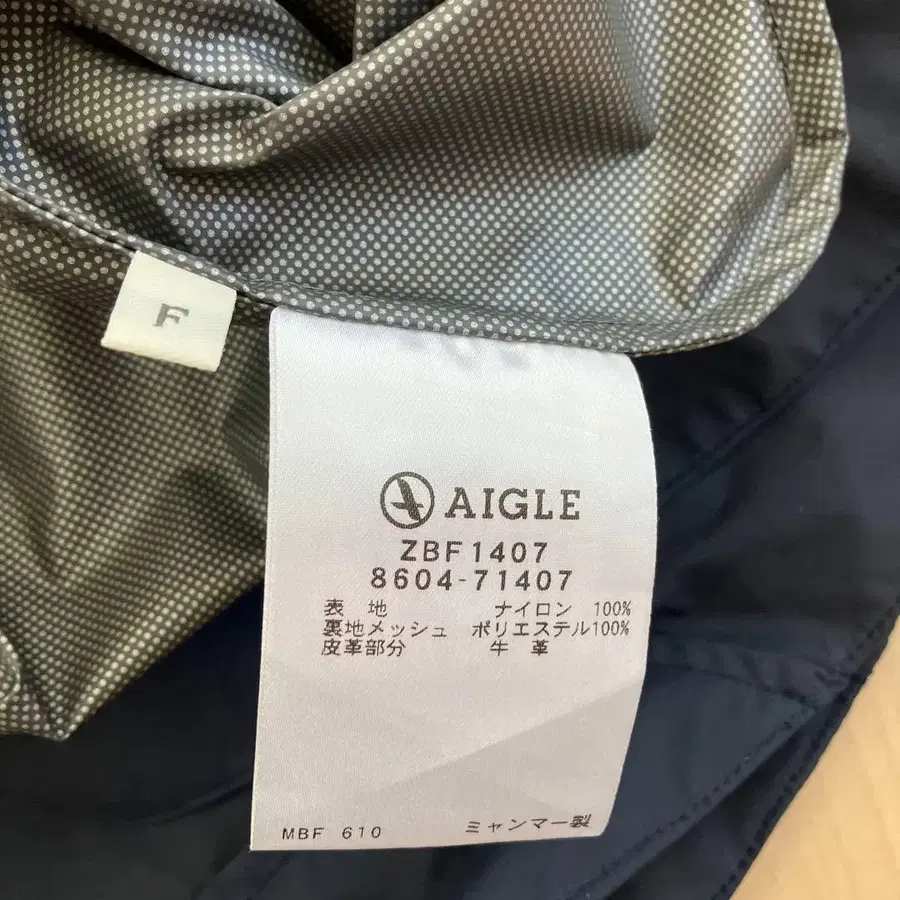 F
AIGLE
ZBF1407
8604-71407
表 地 ナイロン 100%
裏地メッシュ ポリエステル100%
皮革部分 牛 革
MBF 610 ミャンマー製